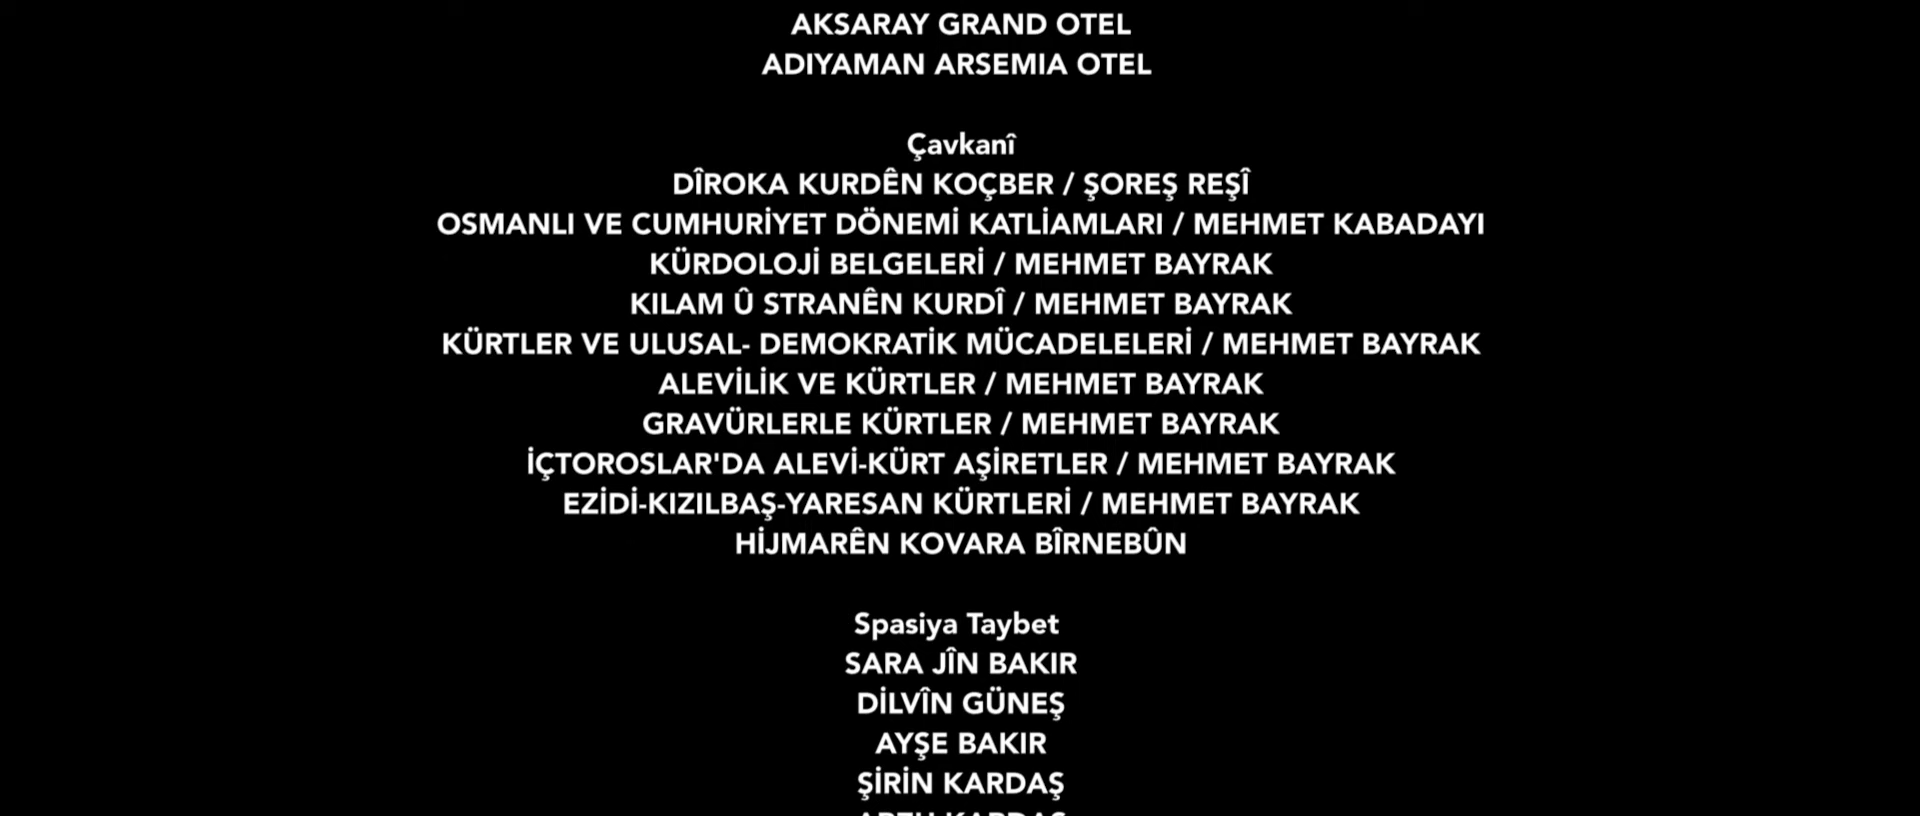 AKSARAY GRAND OTEL
ADIYAMAN ARSEMIA OTEL
Çavkanî
DÎROKA KURDÊN KOÇBER / ŞOREŞ REŞÎ
OSMANLI VE CUMHURİYET DÖNEMİ KATLİAMLARI / MEHMET KABADAYI
KÜRDOLOJİ BELGELERİ / MEHMET BAYRAK
KILAM Û STRANÊN KURDÎ / MEHMET BAYRAK
KÜRTLER VE ULUSAL- DEMOKRATİK MÜCADELELERİ / MEHMET BAYRAK
ALEVİLİK VE KÜRTLER / MEHMET BAYRAK
GRAVÜRLERLE KÜRTLER / MEHMET BAYRAK
İÇTOROSLAR'DA ALEVİ-KÜRT AŞİRETLER / MEHMET BAYRAK
EZİDİ-KIZILBAŞ-YARESAN KÜRTLERİ / MEHMET BAYRAK
HİJMARÊN KOVARA BÎRNEBÛN
Spasiya Taybet
SARA JÎN BAKIR
DİLVÎN GÜNEŞ
AYŞE BAKIR
ŞİRİN KARDAŞ